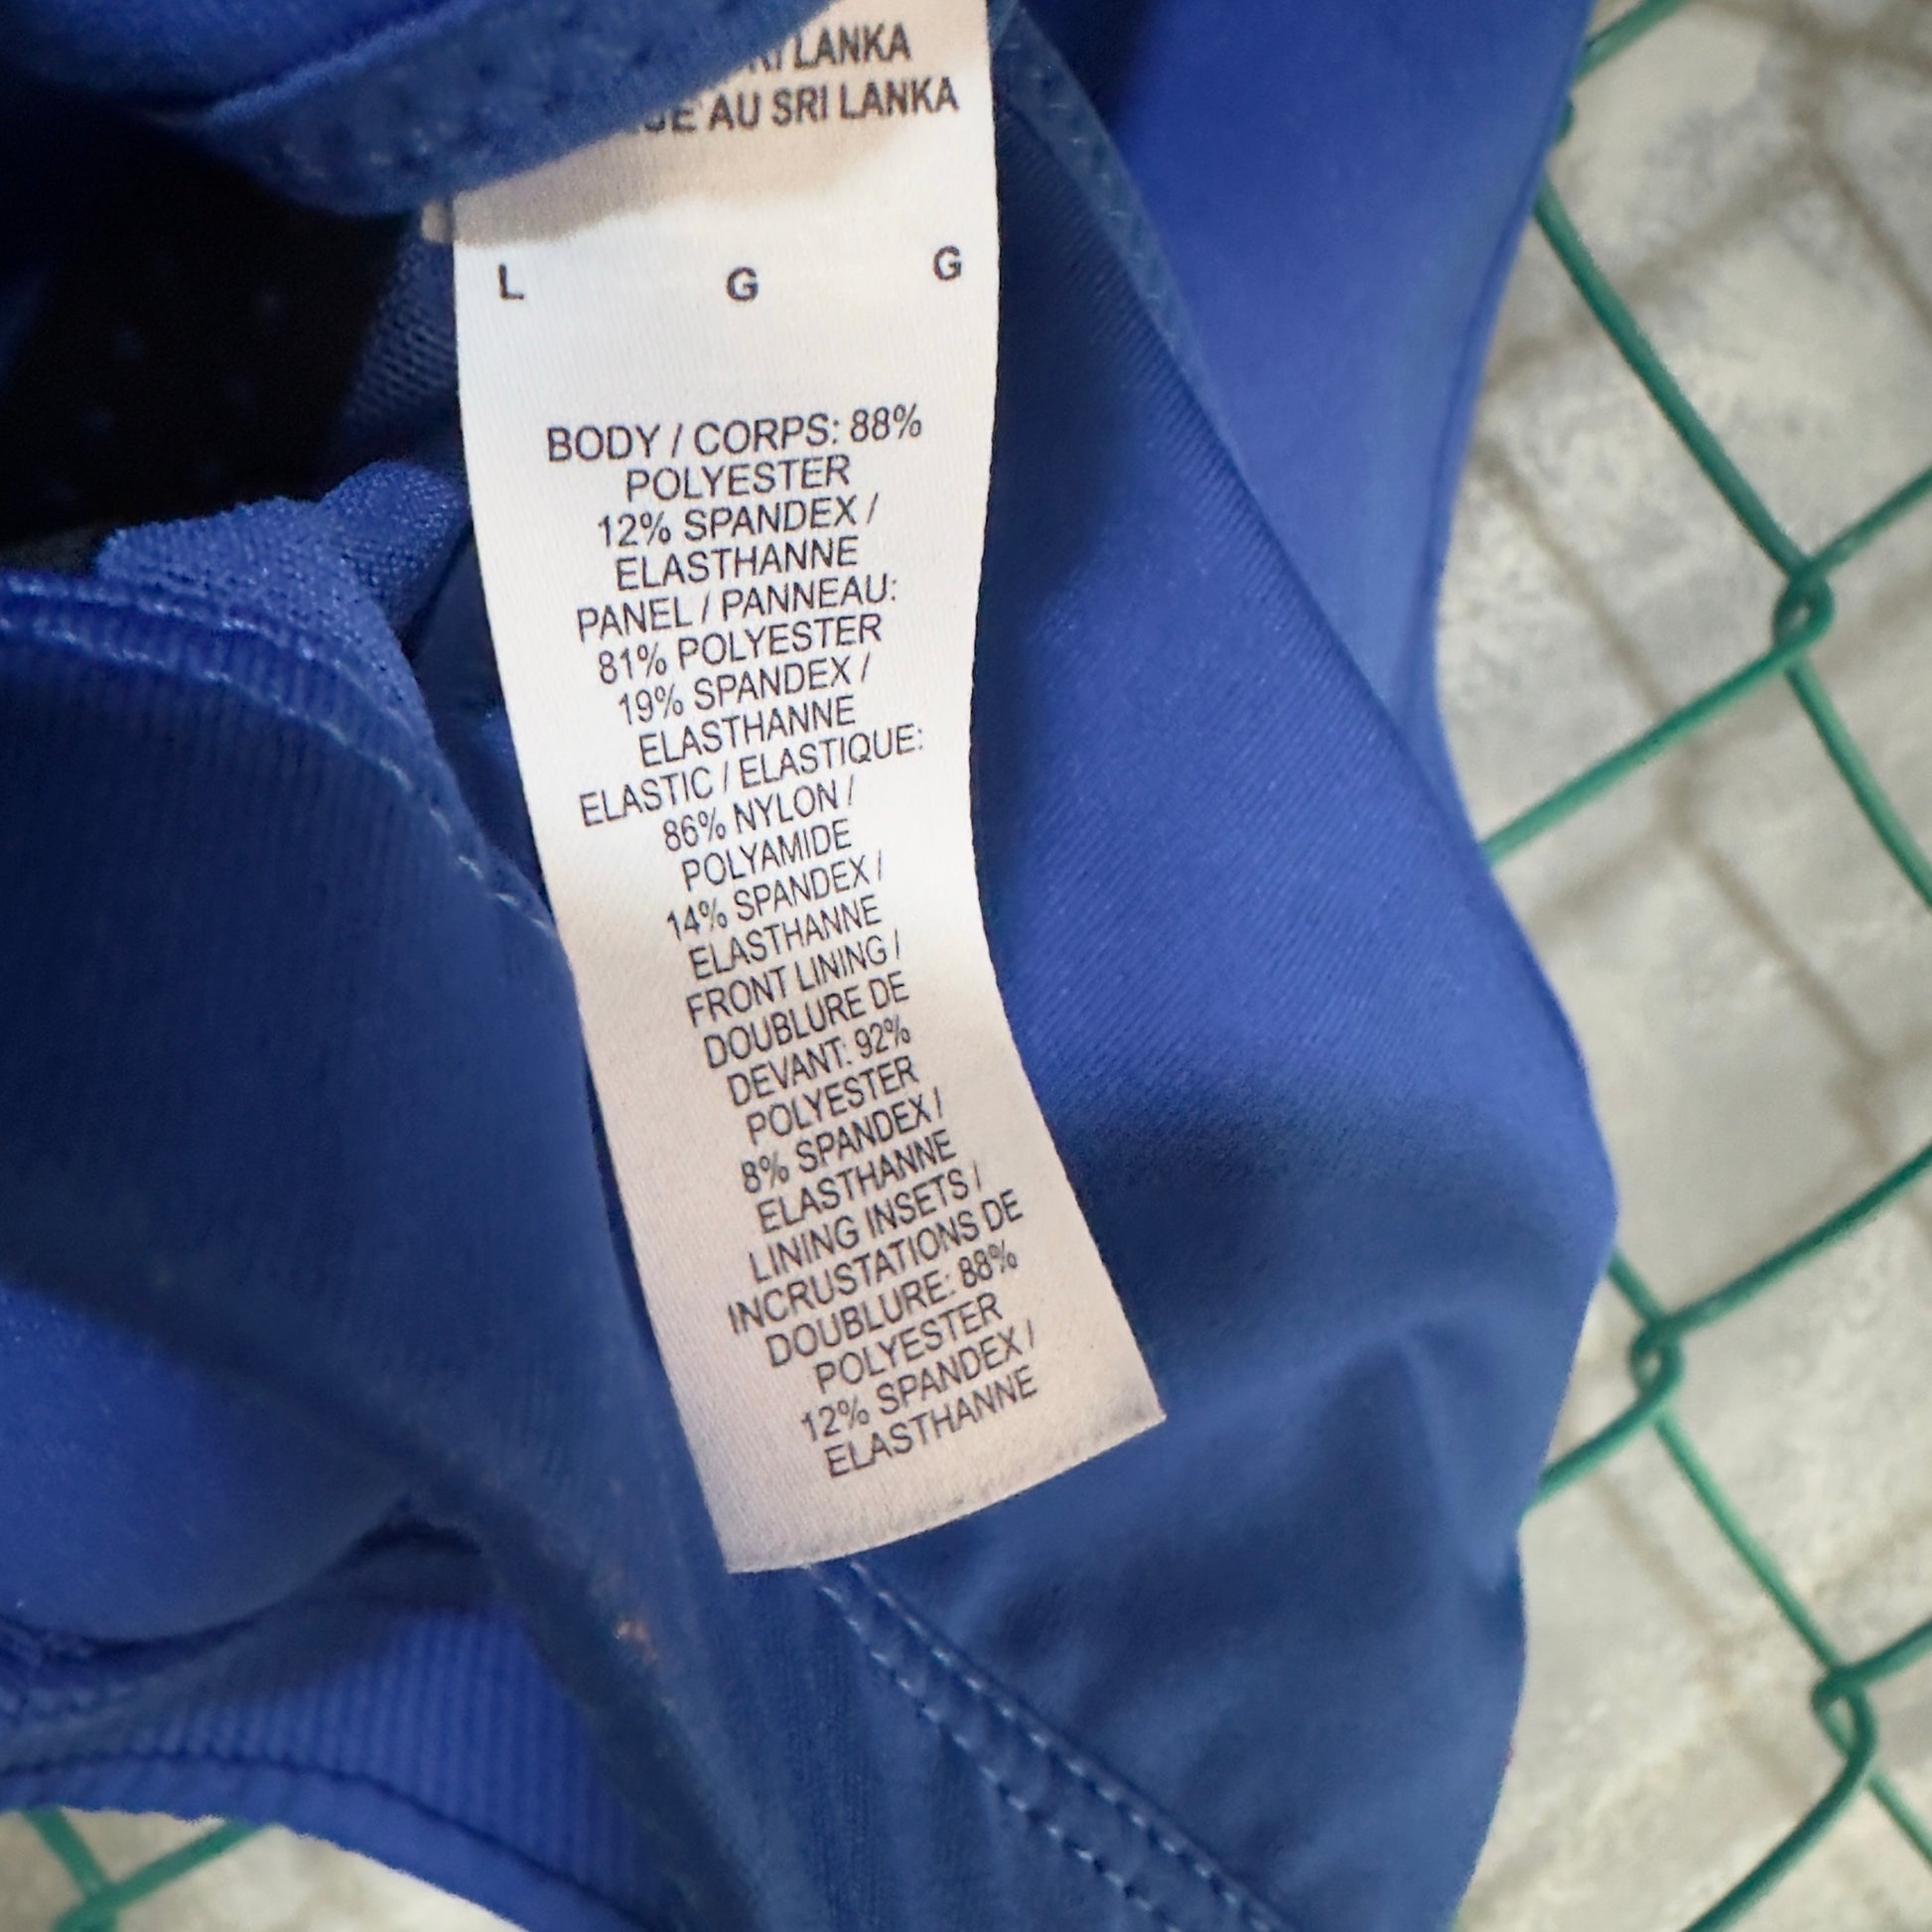 LANKA
AU SRI LANKA
L G G
BODY / CORPS: 88%
POLYESTER
12% SPANDEX /
ELASTHANNE
PANEL / PANNEAU:
81% POLYESTER
19% SPANDEX /
ELASTHANNE
ELASTIC / ELASTIQUE:
86% NYLON /
POLYAMIDE
14% SPANDEX /
ELASTHANNE
FRONT LINING /
DOUBLURE DE
DEVANT: 92%
POLYESTER
8% SPANDEX /
ELASTHANNE
LINING INSETS /
INCRUSTATIONS DE
DOUBLURE: 88%
POLYESTER
12% SPANDEX /
ELASTHANNE